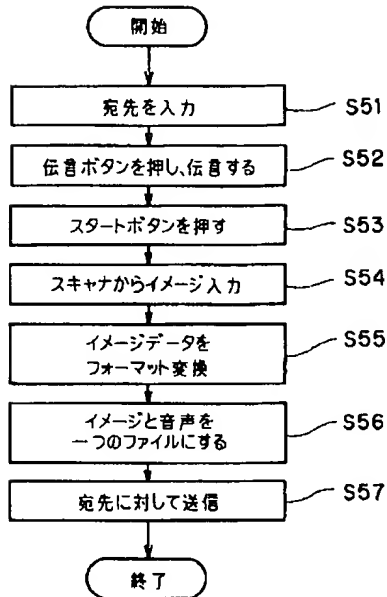 開始
宛先を入力 S51
伝言ボタンを押し、伝言する S52
スタートボタンを押す S53
スキャナからイメージ入力 S54
イメージデータを
フォーマット変換 S55
イメージと音声を
一つのファイルにする S56
宛先に対して送信 S57
終了